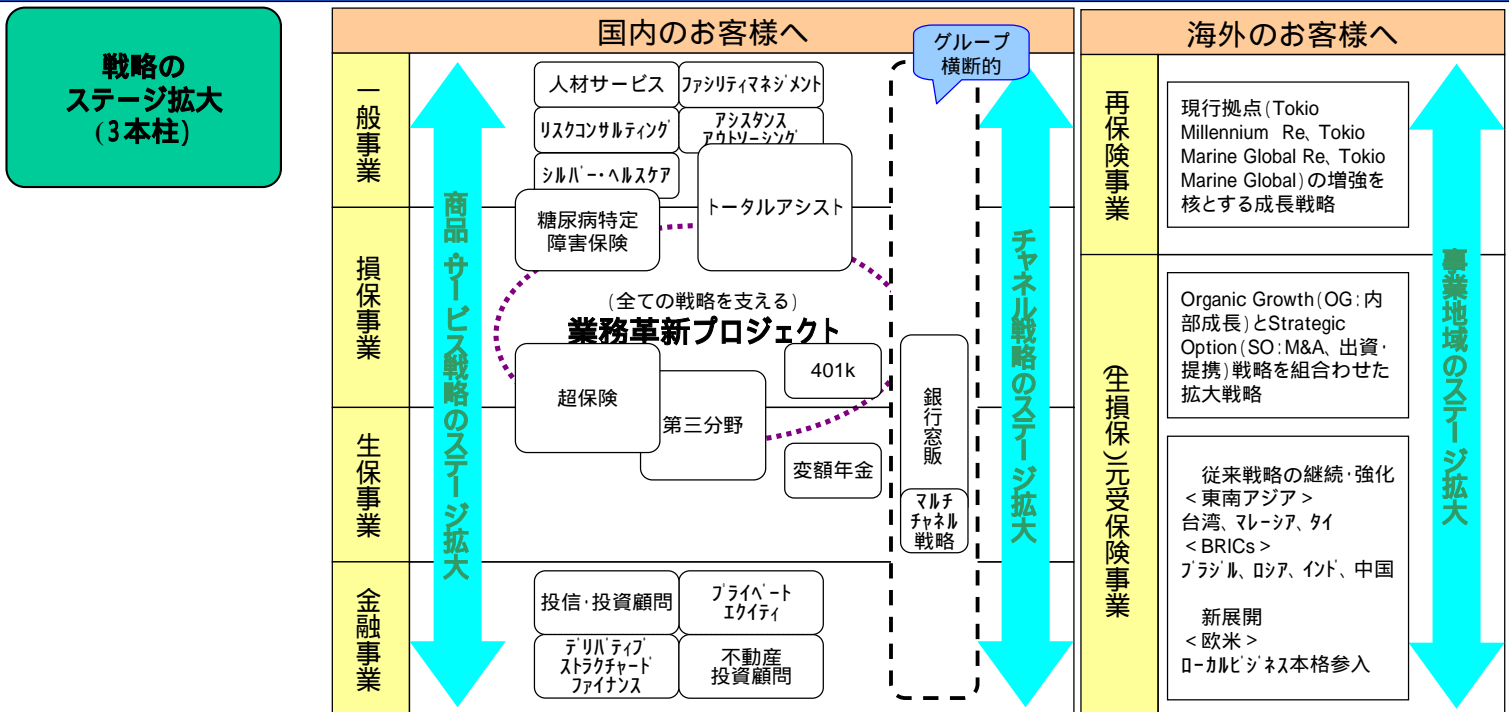 戦略の
ステージ拡大
(3本柱)
国内のお客様へ
グループ
横断的
一般事業
損保事業
生保事業
金融事業
商品・サービス戦略のステージ拡大
人材サービス
ファシリティマネジメント
リスクコンサルティング
アシスタンス
アウトソーシング
シルバー・ヘルスケア
トータルアシスト
糖尿病特定
障害保険
(全ての戦略を支える)
業務革新プロジェクト
401k
超保険
第三分野
変額年金
銀行窓販
マルチ
チャネル
戦略
投信・投資顧問
プライベート
エクイティ
デリバティブ
ストラクチャード
ファイナンス
不動産
投資顧問
チャネル戦略のステージ拡大
海外のお客様へ
再保険事業
現行拠点(Tokio
Millennium Re、Tokio
Marine Global Re、Tokio
Marine Global)の増強を
核とする成長戦略
(生損保)元受保険事業
Organic Growth(OG:内
部成長)とStrategic
Option(SO:M&A、出資・
提携)戦略を組合わせた
拡大戦略
従来戦略の継続・強化
<東南アジア>
台湾、マレーシア、タイ
<BRICs>
ブラジル、ロシア、インド、中国
新展開
<欧米>
ローカルビジネス本格参入
事業地域のステージ拡大